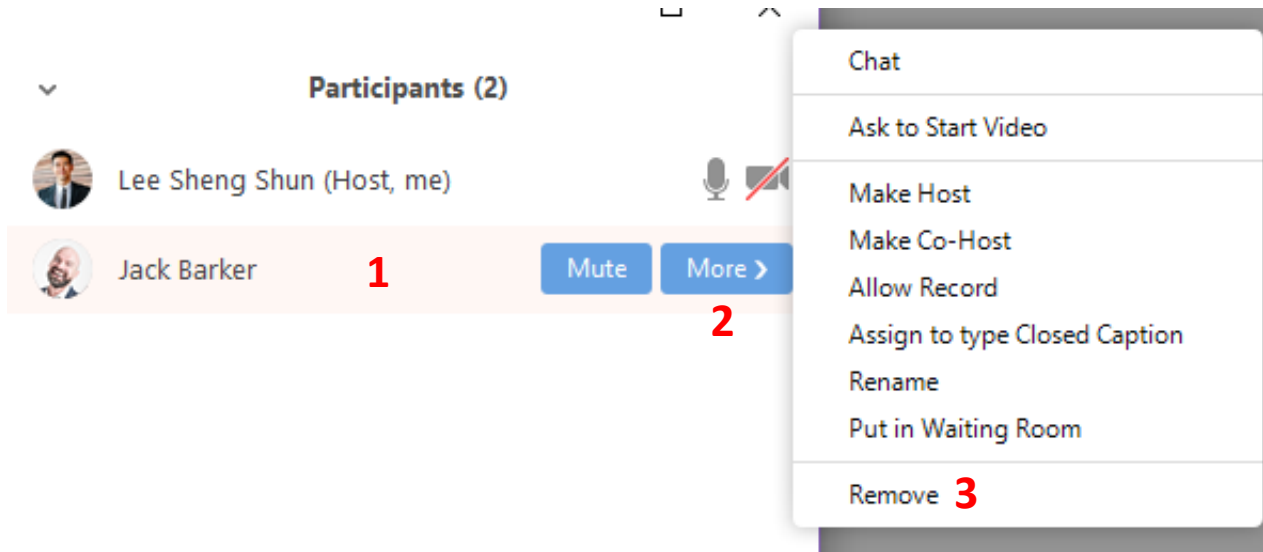 Participants (2)
Lee Sheng Shun (Host, me)
Jack Barker 1 Mute More ❯
2
Chat
Ask to Start Video
Make Host
Make Co-Host
Allow Record
Assign to type Closed Caption
Rename
Put in Waiting Room
Remove 3